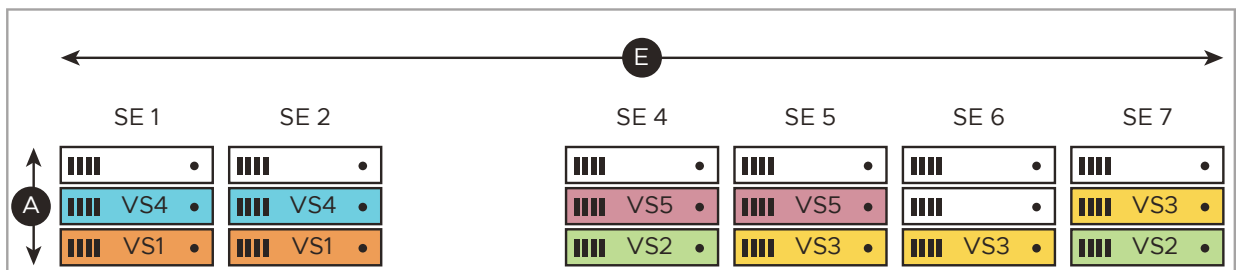 E
SE 1 SE 2 SE 4 SE 5 SE 6 SE 7
A VS4 VS4 VS5 VS5 VS3
VS1 VS1 VS2 VS3 VS3 VS2